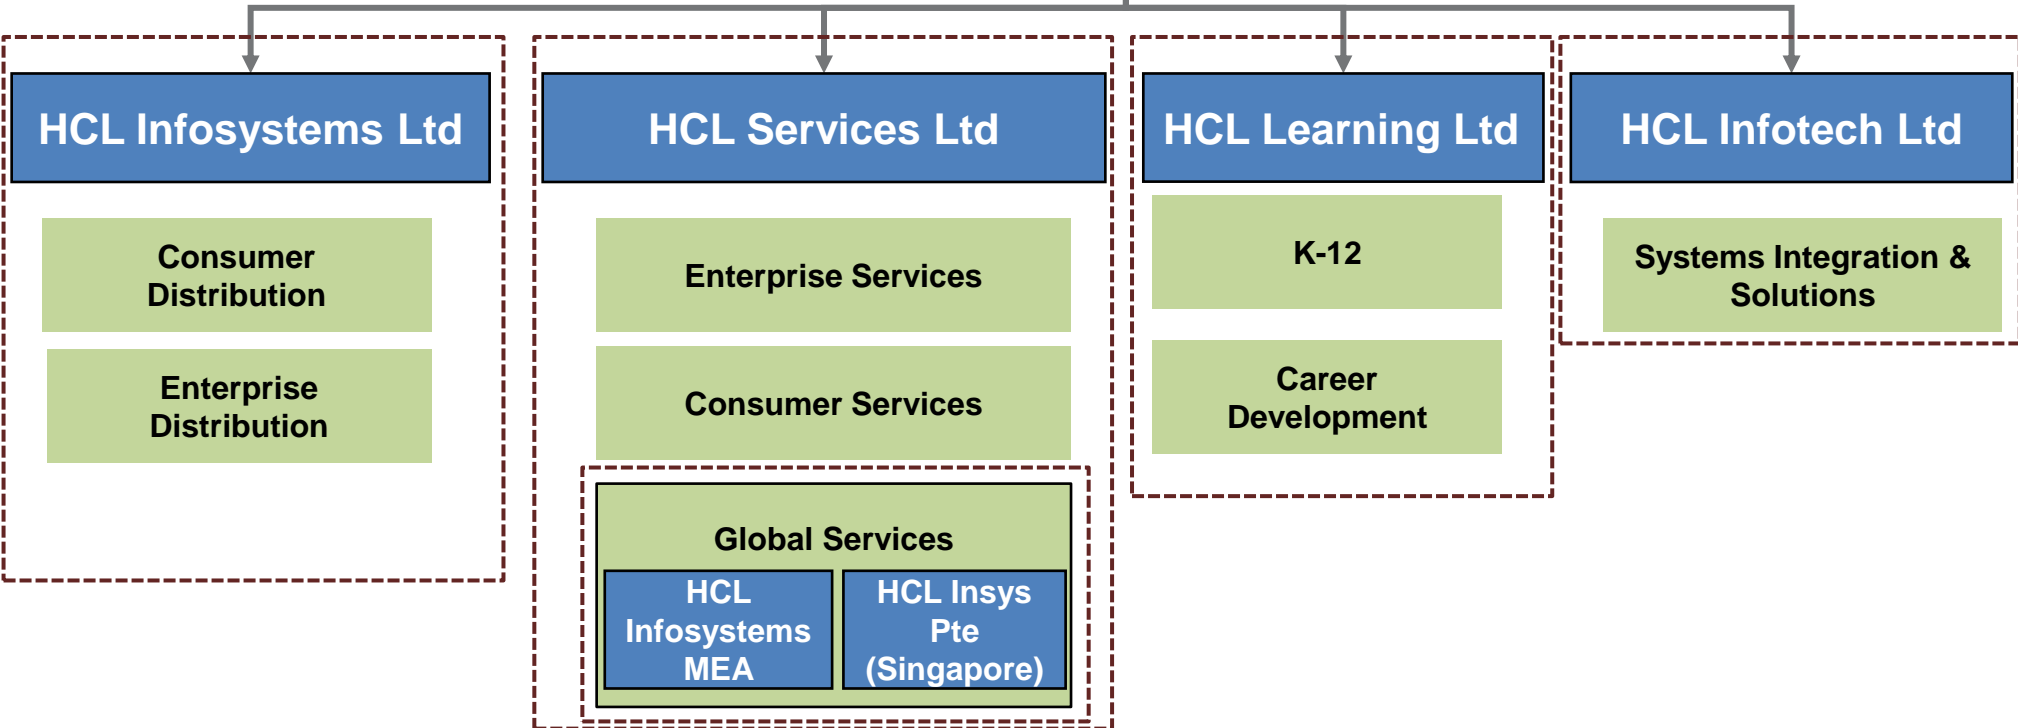 HCL Infosystems Ltd
HCL Services Ltd
HCL Learning Ltd
HCL Infotech Ltd
Consumer
Distribution
Enterprise
Distribution
Enterprise Services
Consumer Services
Global Services
HCL
Infosystems
MEA
HCL Insys
Pte
(Singapore)
K-12
Career
Development
Systems Integration &
Solutions